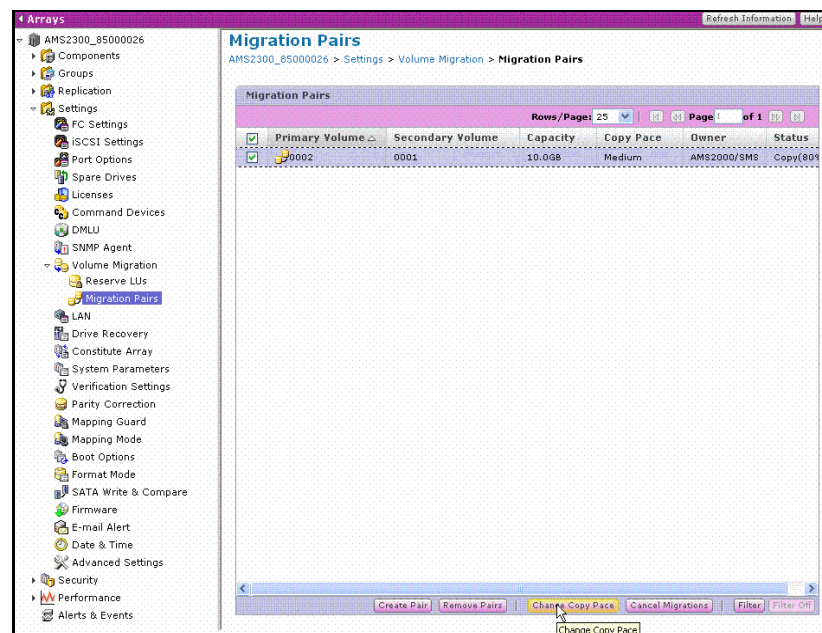 Arrays
Refresh Information Help
AMS2300_85000026
Components
Groups
Replication
Settings
FC Settings
iSCSI Settings
Port Options
Spare Drives
Licenses
Command Devices
DMLU
SNMP Agent
Volume Migration
Reserve LUs
Migration Pairs
LAN
Drive Recovery
Constitute Array
System Parameters
Verification Settings
Parity Correction
Mapping Guard
Mapping Mode
Boot Options
Format Mode
SATA Write & Compare
Firmware
E-mail Alert
Date & Time
Advanced Settings
Security
Performance
Alerts & Events
Migration Pairs
AMS2300_85000026 > Settings > Volume Migration > Migration Pairs
Migration Pairs
Rows/Page: 25 Page 1 of 1
Primary Volume Secondary Volume Capacity Copy Pace Owner Status
0002 0001 10.0GB Medium AMS2000/SMS Copy(80%
Create Pair Remove Pairs Change Copy Pace Cancel Migrations Filter Filter Off
Change Copy Pace